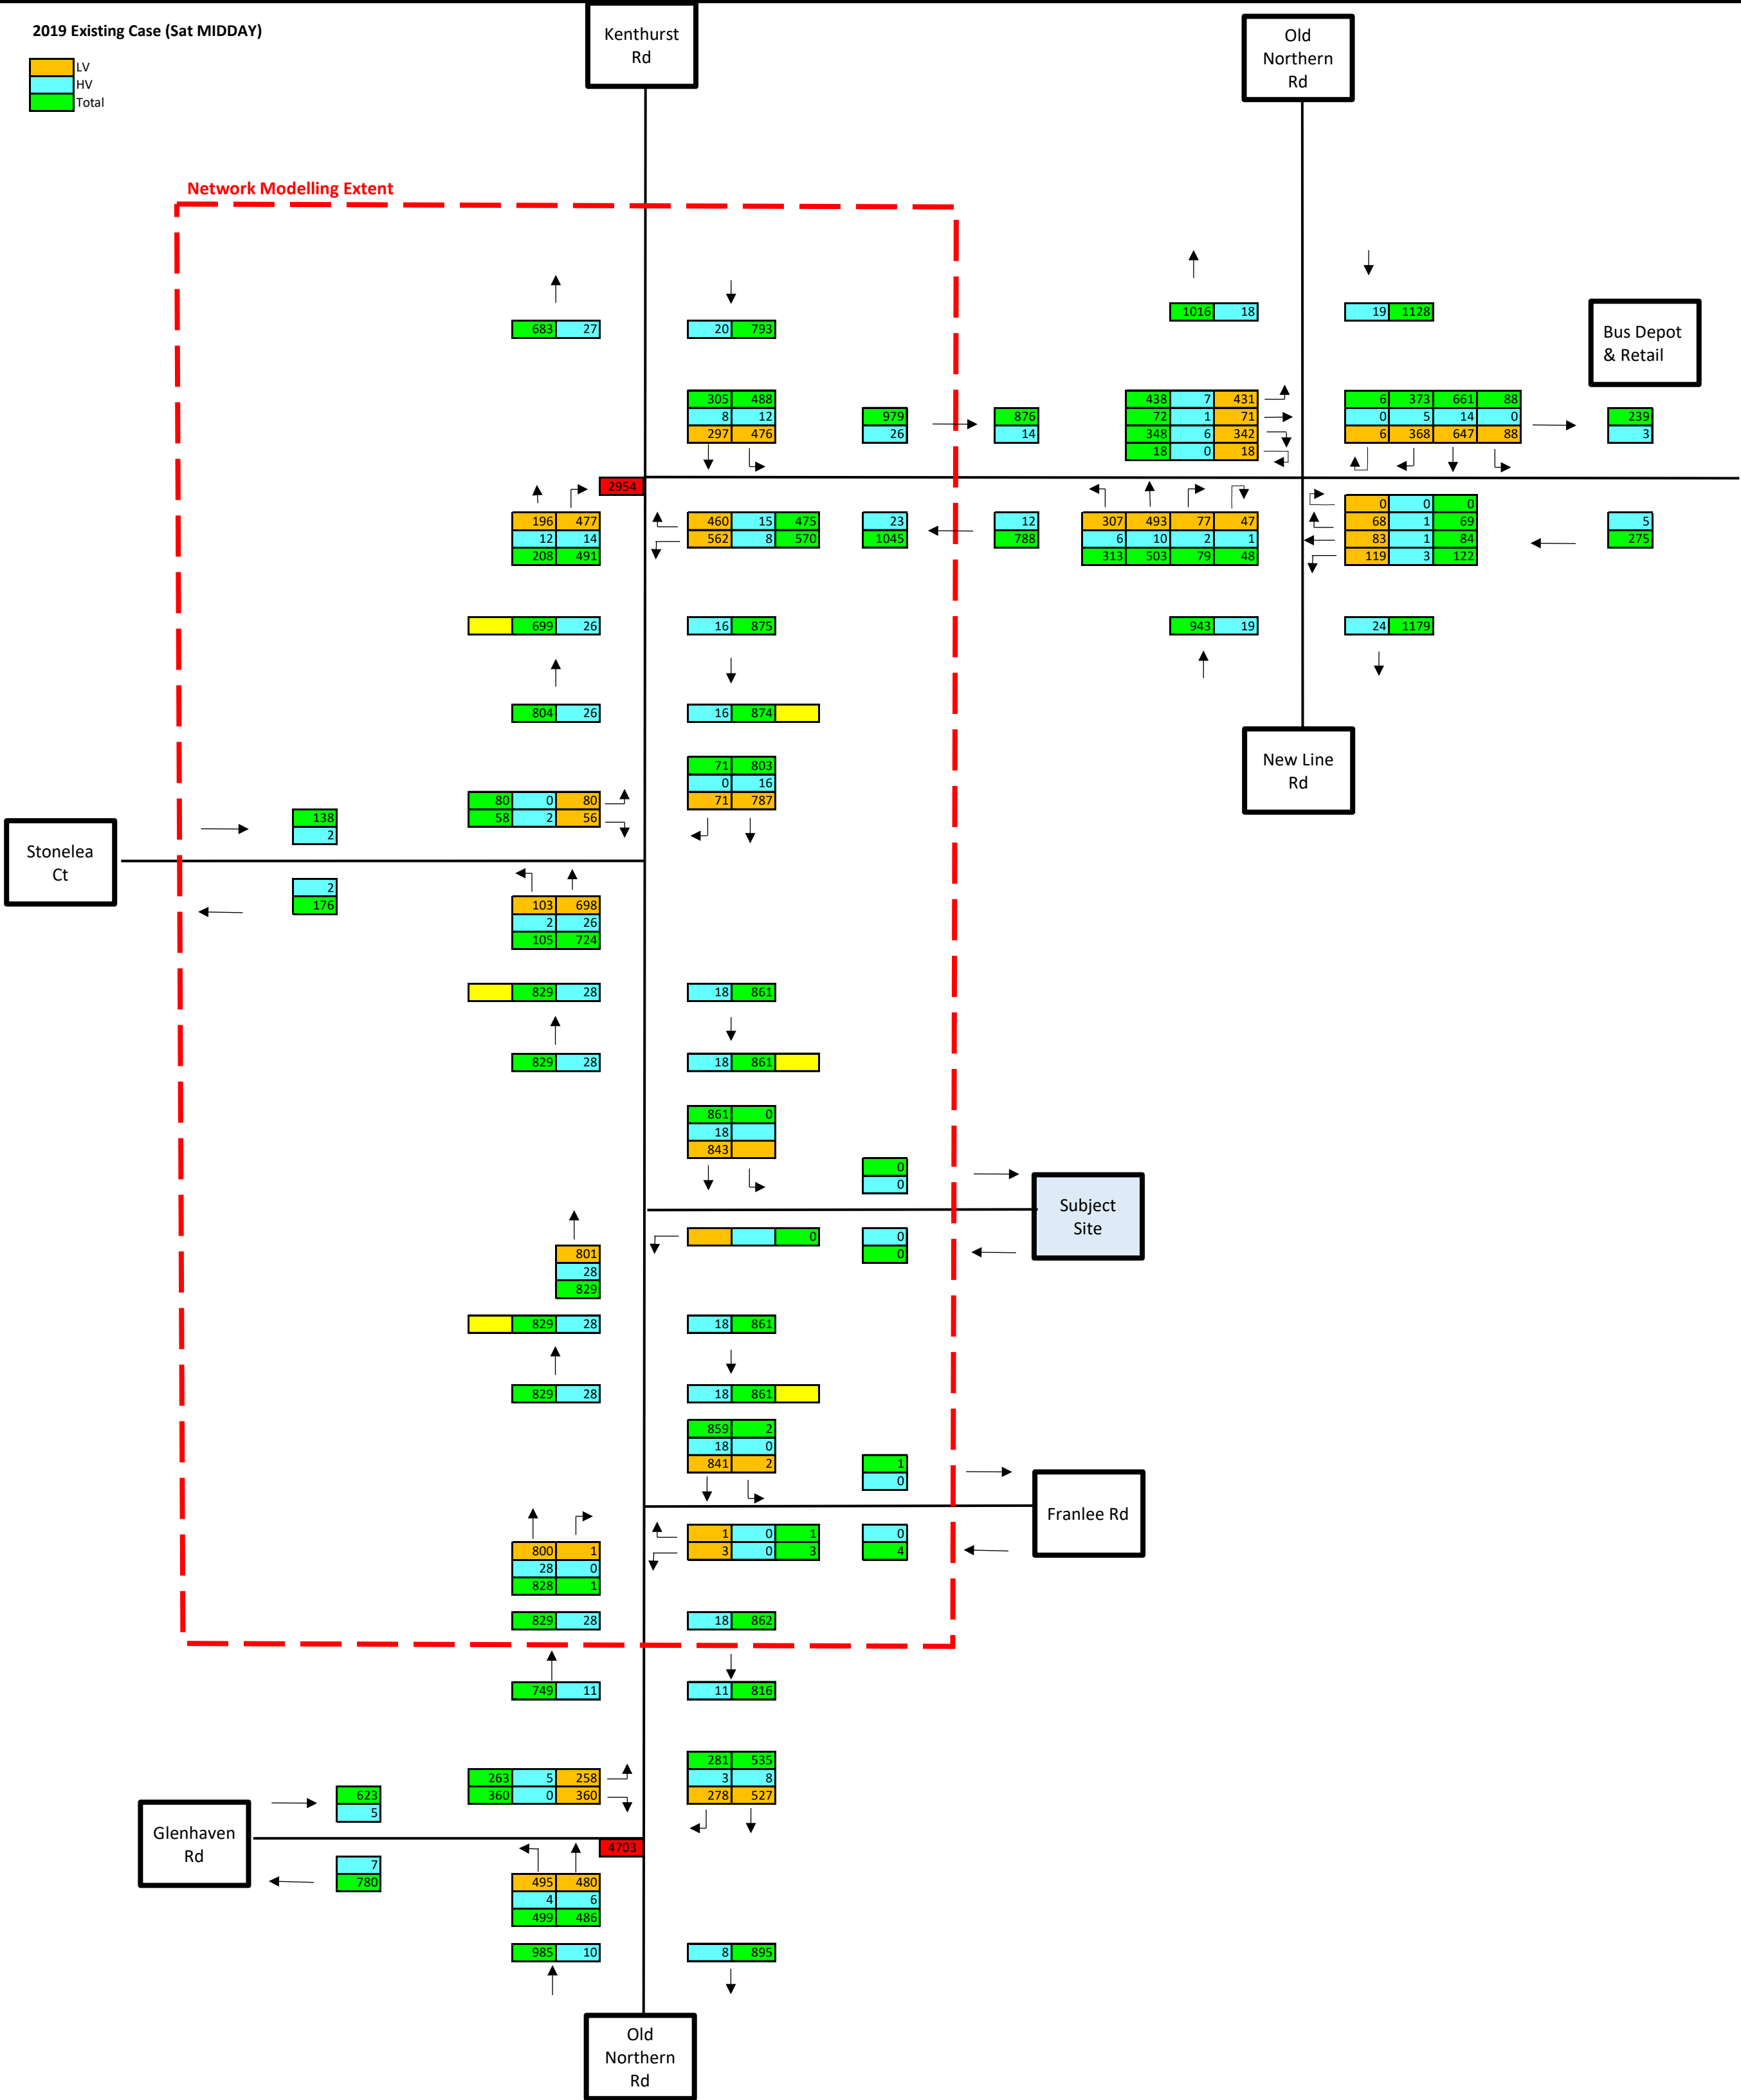 2019 Existing Case (Sat MIDDAY)
LV
HV
Total
Kenthurst
Rd
Old
Northern
Rd
Network Modelling Extent
683 27
20 793
1016 18
19 1128
Bus Depot
& Retail
305 488
8 12
297 476
979
26
876
14
438 7 431
72 1 71
348 6 342
18 0 18
6 373 661 88
0 5 14 0
6 368 647 88
239
3
2954
196 477
12 14
208 491
460 15 475
562 8 570
23
1045
12
788
307 493 77 47
6 10 2 1
313 503 79 48
0 0 0
68 1 69
83 1 84
119 3 122
5
275
699 26
16 875
943 19
24 1179
804 26
16 874
New Line
Rd
71 803
0 16
71 787
80 0 80
58 2 56
138
2
Stonelea
Ct
2
176
103 698
2 26
105 724
829 28
18 861
829 28
18 861
861 0
18
843
0
0
Subject
Site
0
0
0
801
28
829
829 28
18 861
829 28
18 861
859 2
18 0
841 2
1
0
Franlee Rd
1 0 1
3 0 3
0
4
800 1
28 0
828 1
829 28
18 862
749 11
11 816
281 535
3 8
278 527
263 5 258
360 0 360
623
5
Glenhaven
Rd
4703
7
780
495 480
4 6
499 486
985 10
8 895
Old
Northern
Rd